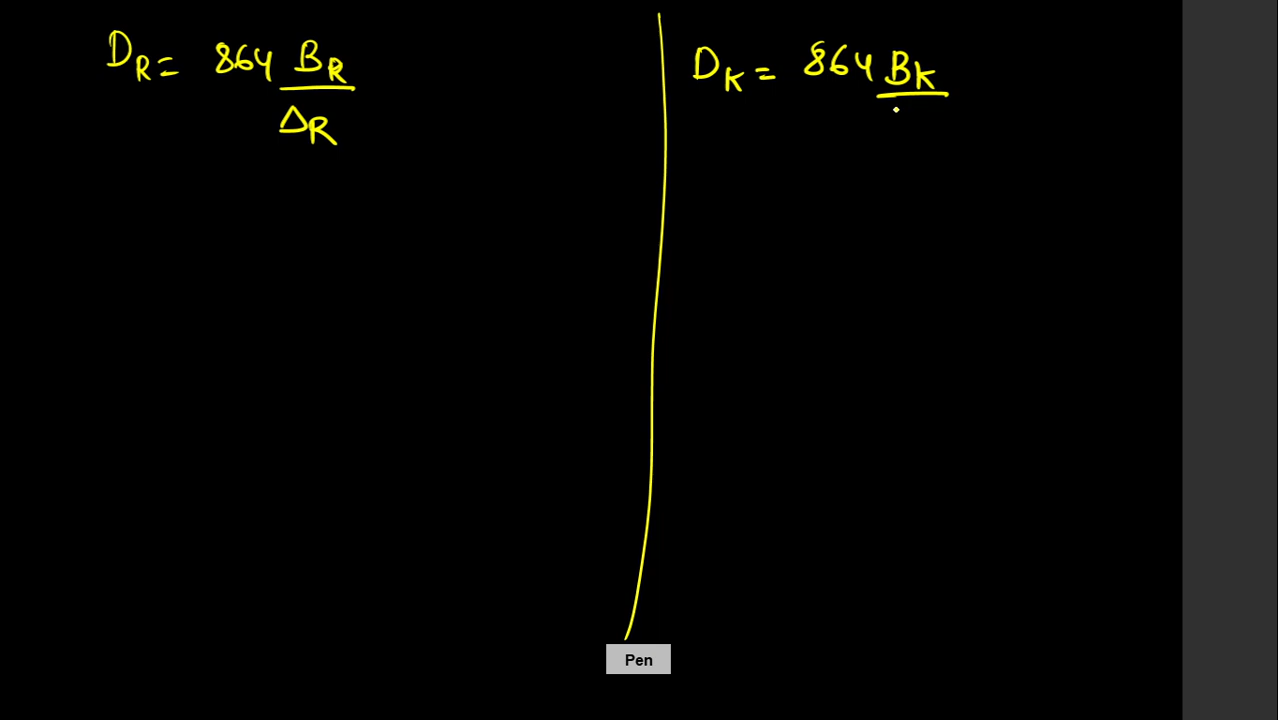 D_R = 864 B_R / Δ_R
D_K = 864 B_K
Pen